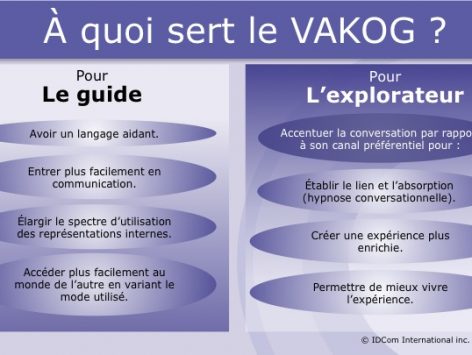 À quoi sert le VAKOG ?
Pour
Le guide
Avoir un langage aidant.
Entrer plus facilement en
communication.
Élargir le spectre d'utilisation
des représentations internes.
Accéder plus facilement au
monde de l'autre en variant le
mode utilisé.
Pour
L'explorateur
Accentuer la conversation par rappo
à son canal préférentiel pour :
Établir le lien et l'absorption
(hypnose conversationnelle).
Créer une expérience plus
enrichie.
Permettre de mieux vivre
l'expérience.
© IDCom International inc.